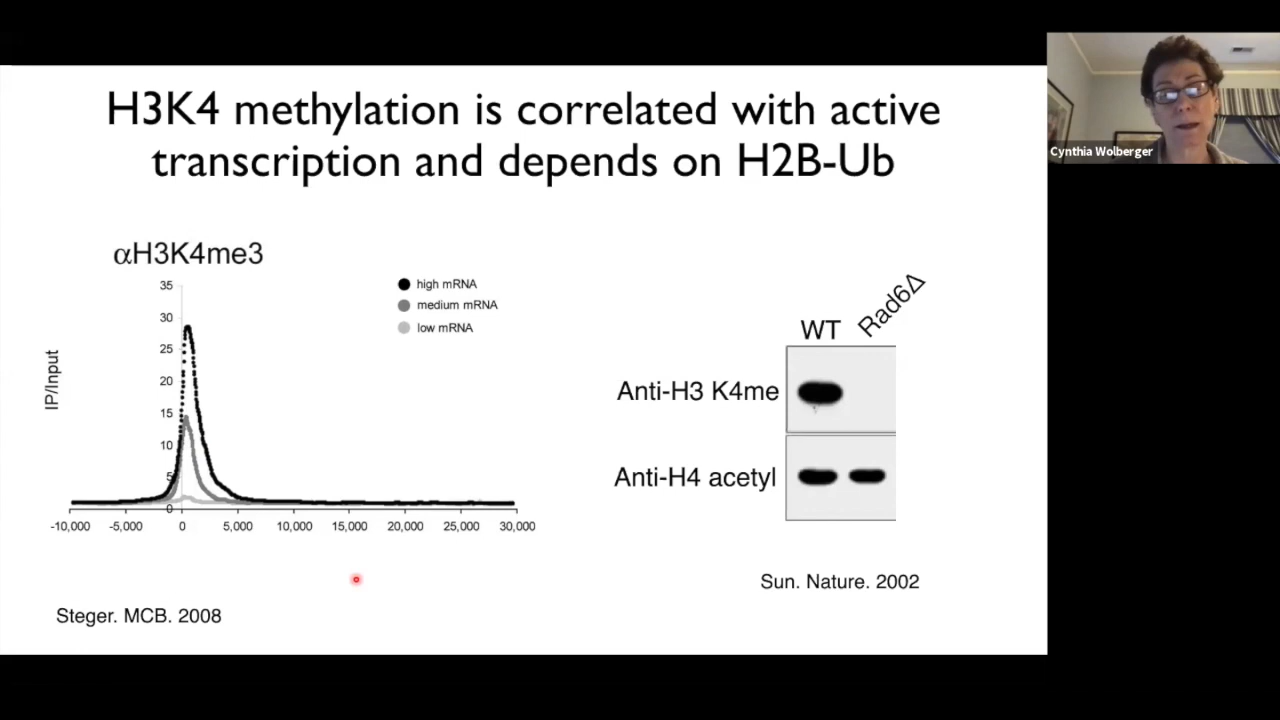 H3K4 methylation is correlated with active
transcription and depends on H2B-Ub
Cynthia Wolberger
αH3K4me3
35
30
25
20
15
10
5
0
IP/Input
high mRNA
medium mRNA
low mRNA
-10,000 -5,000 0 5,000 10,000 15,000 20,000 25,000 30,000
Steger. MCB. 2008
WT Rad6Δ
Anti-H3 K4me
Anti-H4 acetyl
Sun. Nature. 2002